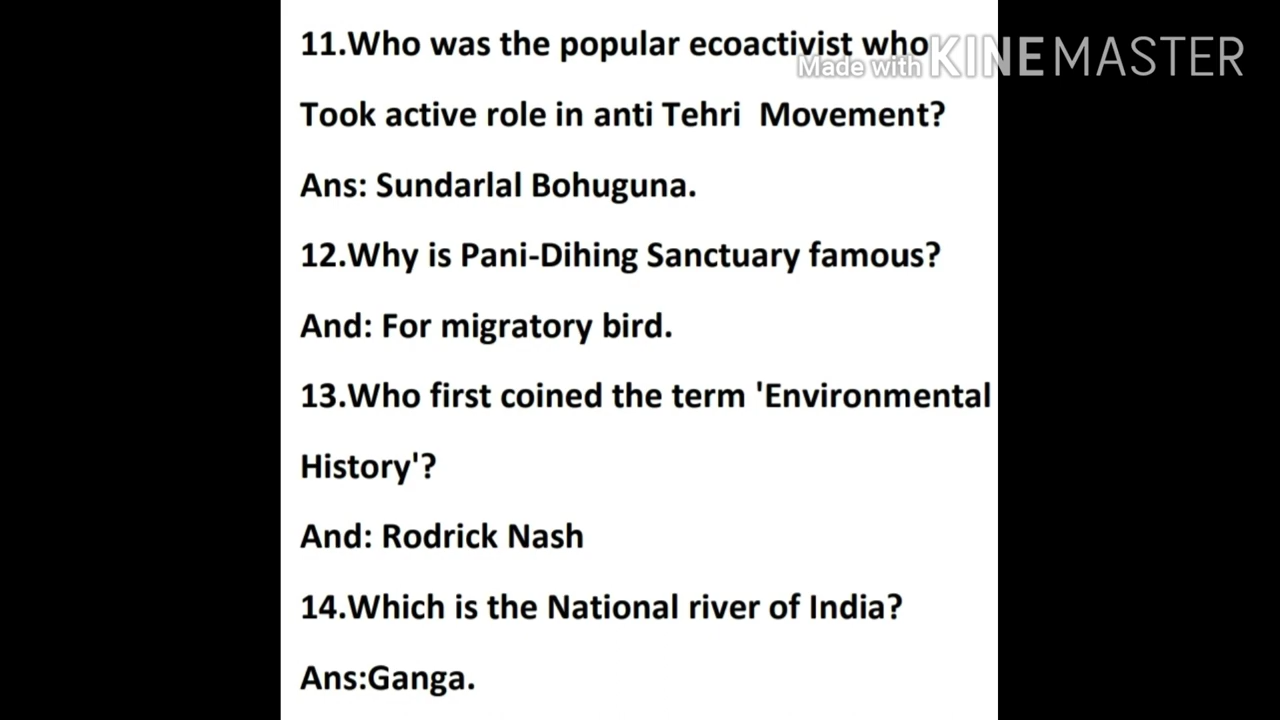 11.Who was the popular ecoactivist who
Made with KINEMASTER
Took active role in anti Tehri Movement?
Ans: Sundarlal Bohuguna.
12.Why is Pani-Dihing Sanctuary famous?
And: For migratory bird.
13.Who first coined the term 'Environmental
History'?
And: Rodrick Nash
14.Which is the National river of India?
Ans:Ganga.